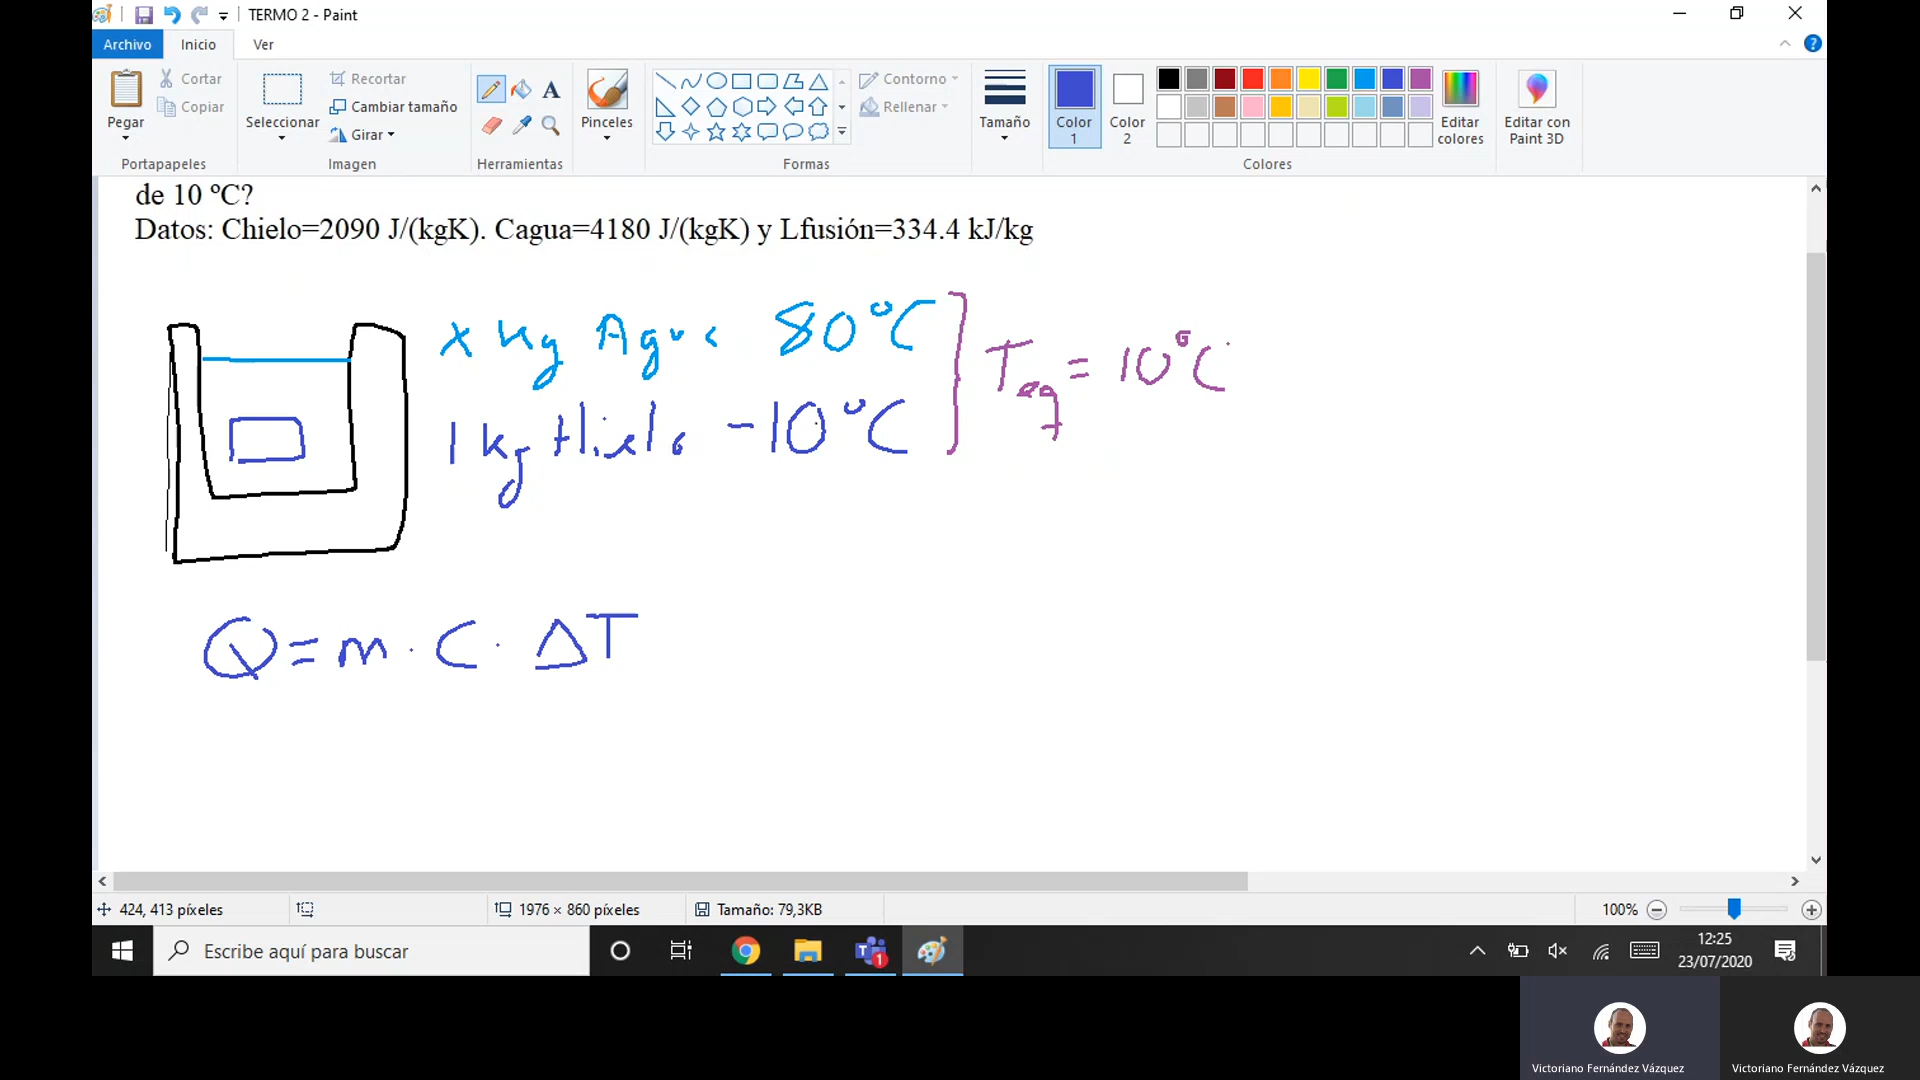 TERMO 2 - Paint
Archivo Inicio Ver
Pegar
Cortar
Copiar
Portapapeles
Seleccionar
Recortar
Cambiar tamaño
Girar
Imagen
A
Herramientas
Pinceles
Contorno
Rellenar
Formas
Tamaño
Color 1
Color 2
Editar colores
Colores
Editar con Paint 3D
de 10 ºC?
Datos: Chielo=2090 J/(kgK). Cagua=4180 J/(kgK) y Lfusión=334.4 kJ/kg
x kg Agua 80°C
1 kg Hielo -10°C
Teq = 10°C
Q = m · C · ΔT
424, 413 píxeles
1976 × 860 píxeles
Tamaño: 79,3KB
100%
Escribe aquí para buscar
T
1
12:25
23/07/2020
Victoriano Fernández Vázquez
Victoriano Fernández Vázquez